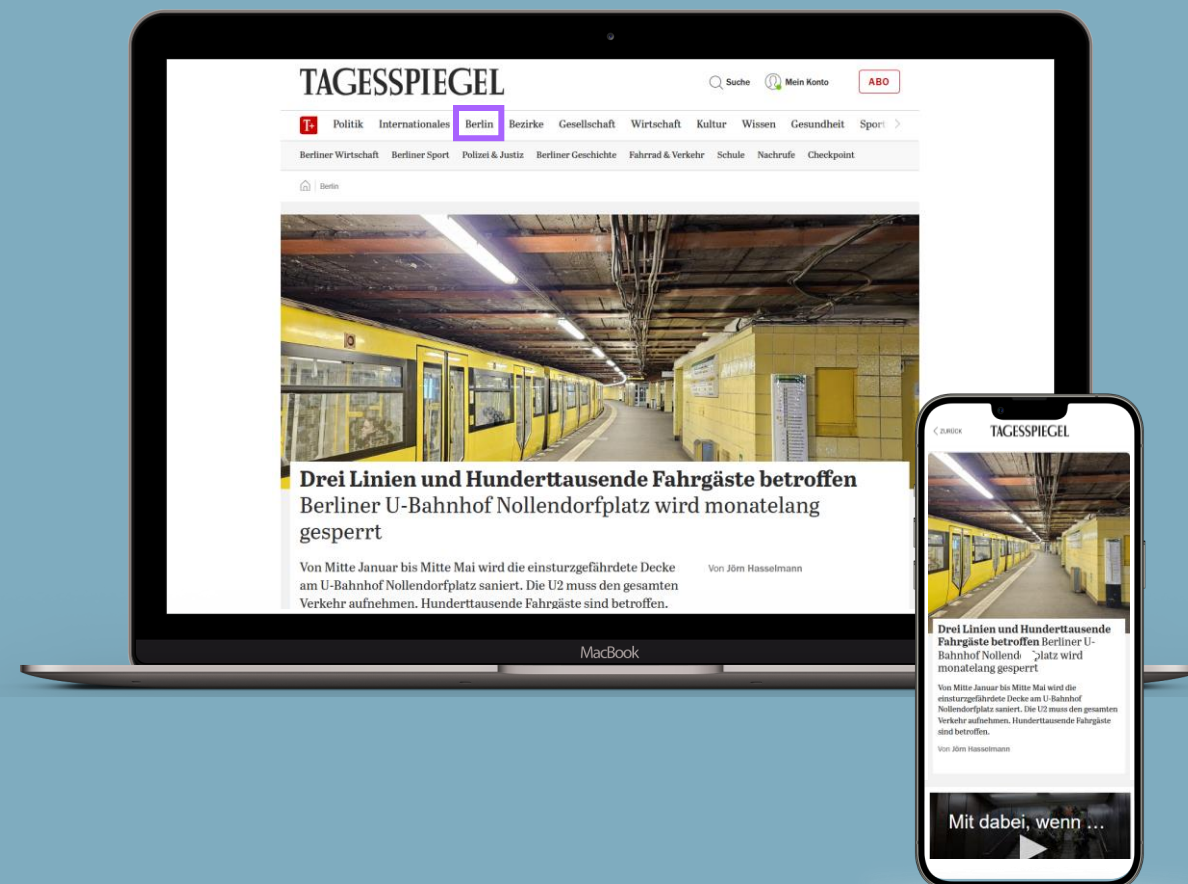 TAGESSPIEGEL
Suche Mein Konto ABO
T+ Politik Internationales Berlin Bezirke Gesellschaft Wirtschaft Kultur Wissen Gesundheit Sport
Berliner Wirtschaft Berliner Sport Polizei & Justiz Berliner Geschichte Fahrrad & Verkehr Schule Nachrufe Checkpoint
Berlin
Drei Linien und Hunderttausende Fahrgäste betroffen
Berliner U-Bahnhof Nollendorfplatz wird monatelang
gesperrt
Von Mitte Januar bis Mitte Mai wird die einsturzgefährdete Decke
am U-Bahnhof Nollendorfplatz saniert. Die U2 muss den gesamten
Verkehr aufnehmen. Hunderttausende Fahrgäste sind betroffen.
Von Jörn Hasselmann
MacBook
ZURÜCK TAGESSPIEGEL
Drei Linien und Hunderttausende
Fahrgäste betroffen Berliner U-
Bahnhof Nollendorfplatz wird
monatelang gesperrt
Von Mitte Januar bis Mitte Mai wird die
einsturzgefährdete Decke am U-Bahnhof
Nollendorfplatz saniert. Die U2 muss den gesamten
Verkehr aufnehmen. Hunderttausende Fahrgäste
sind betroffen.
Von Jörn Hasselmann
Mit dabei, wenn ...